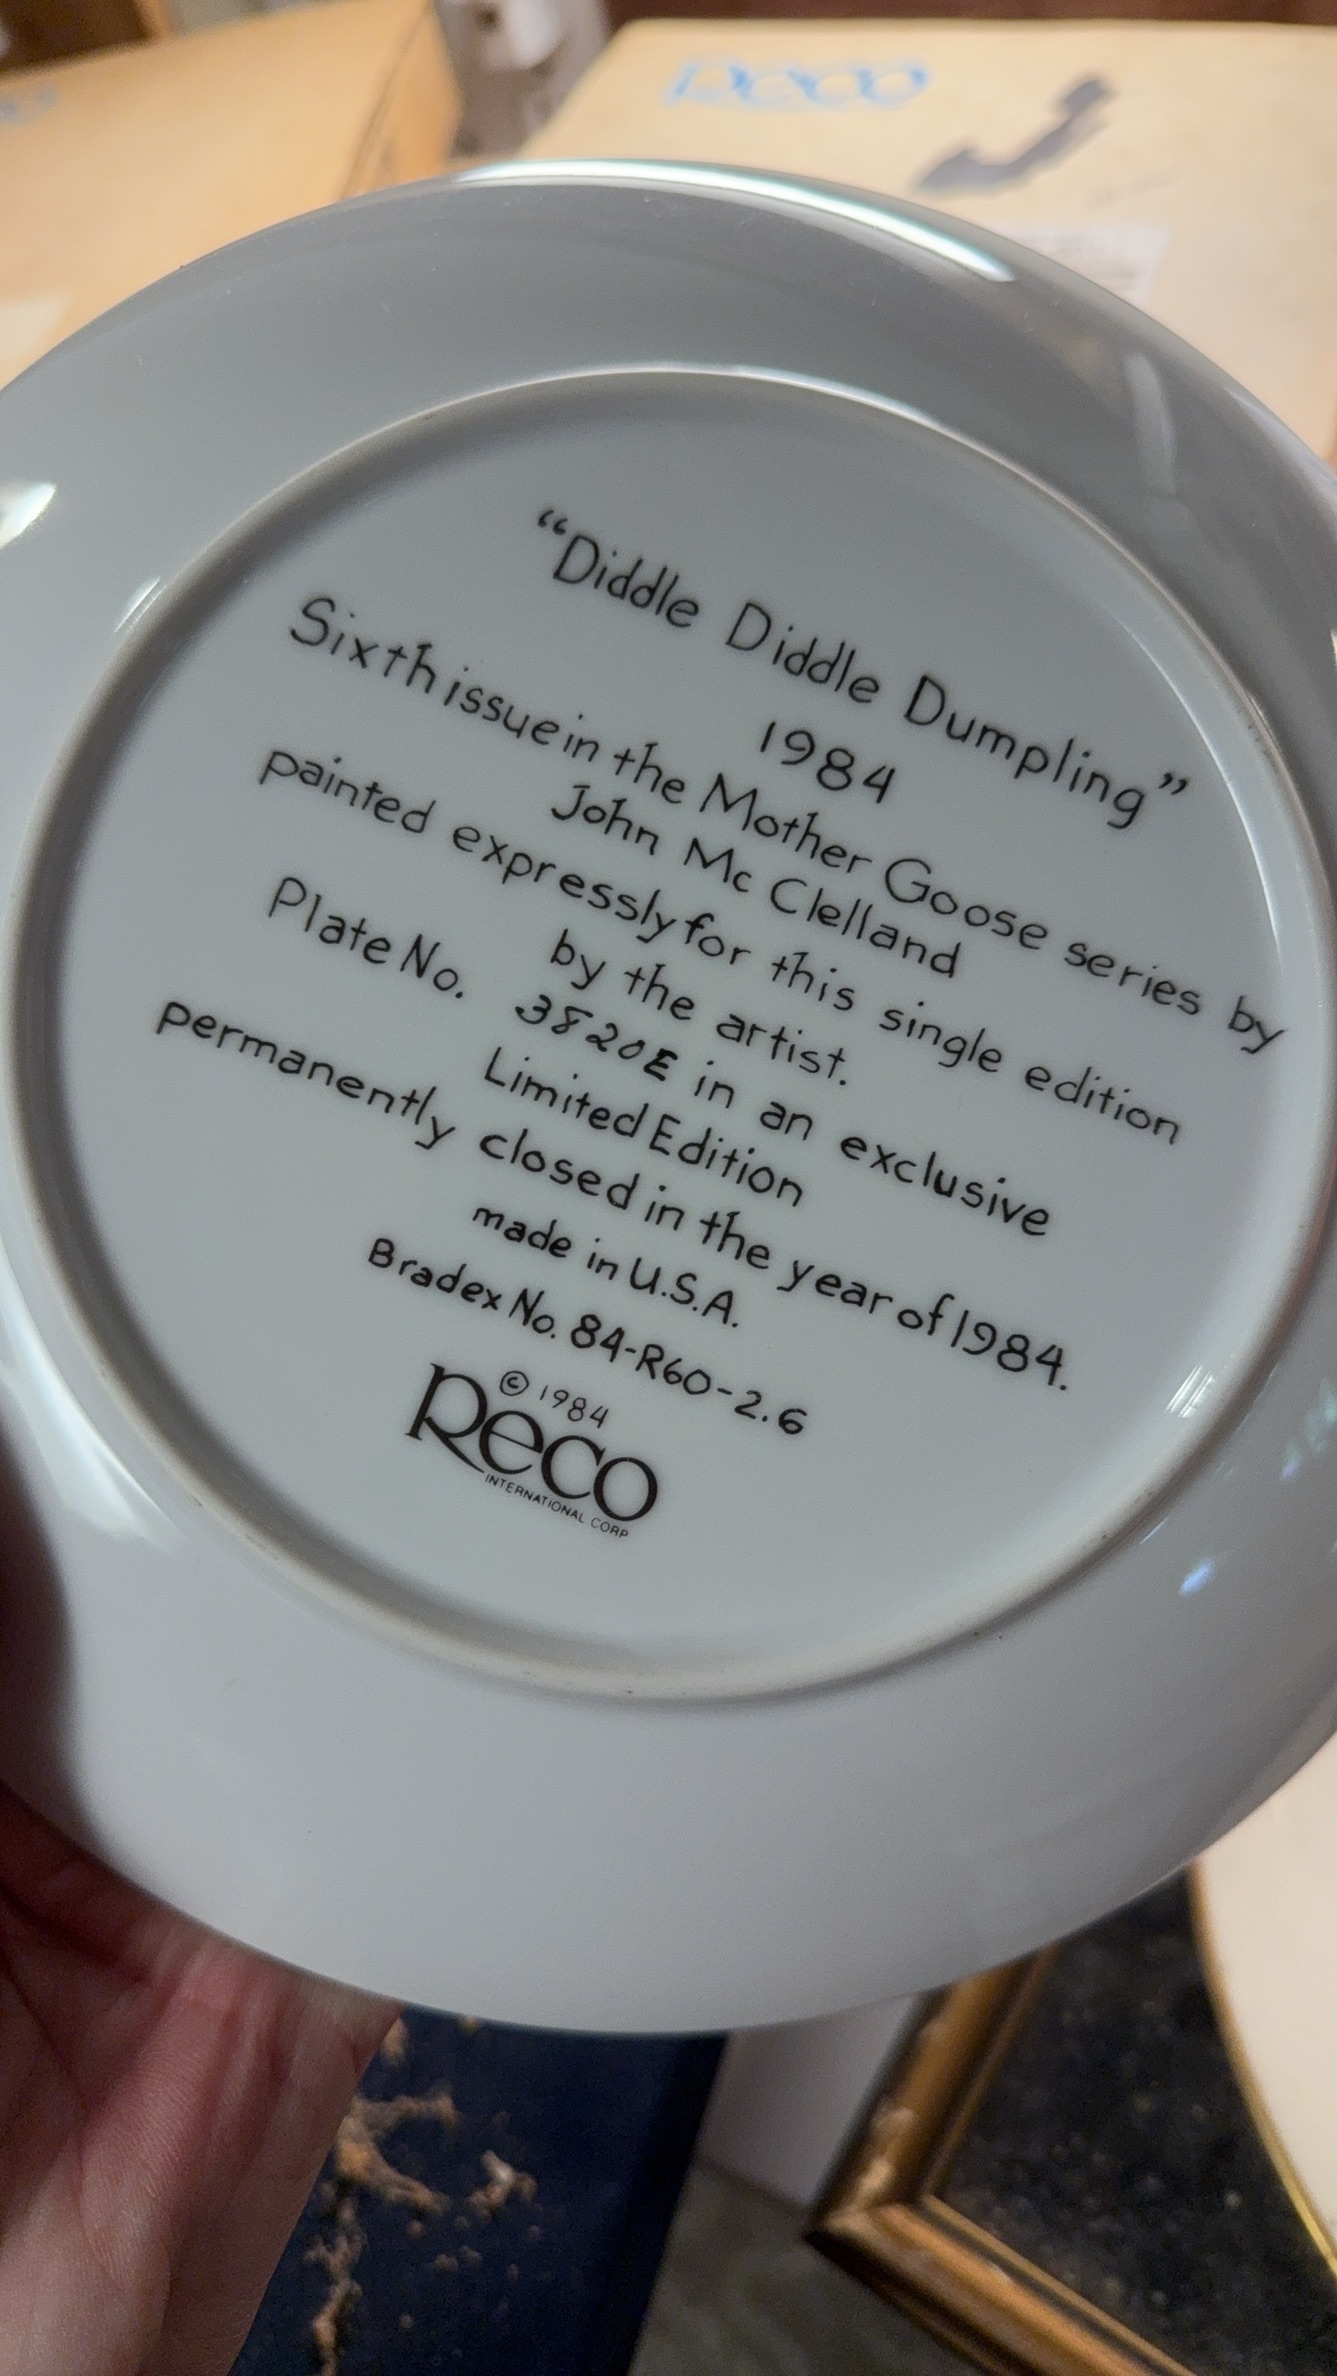 Reco
"Diddle Diddle Dumpling"
1984
Sixth issue in the Mother Goose series by
John McClelland
painted expressly for this single edition
by the artist.
Plate No. 3820E in an exclusive
Limited Edition
permanently closed in the year of 1984.
made in U.S.A.
Bradex No. 84-R60-2.6
© 1984
Reco
INTERNATIONAL CORP